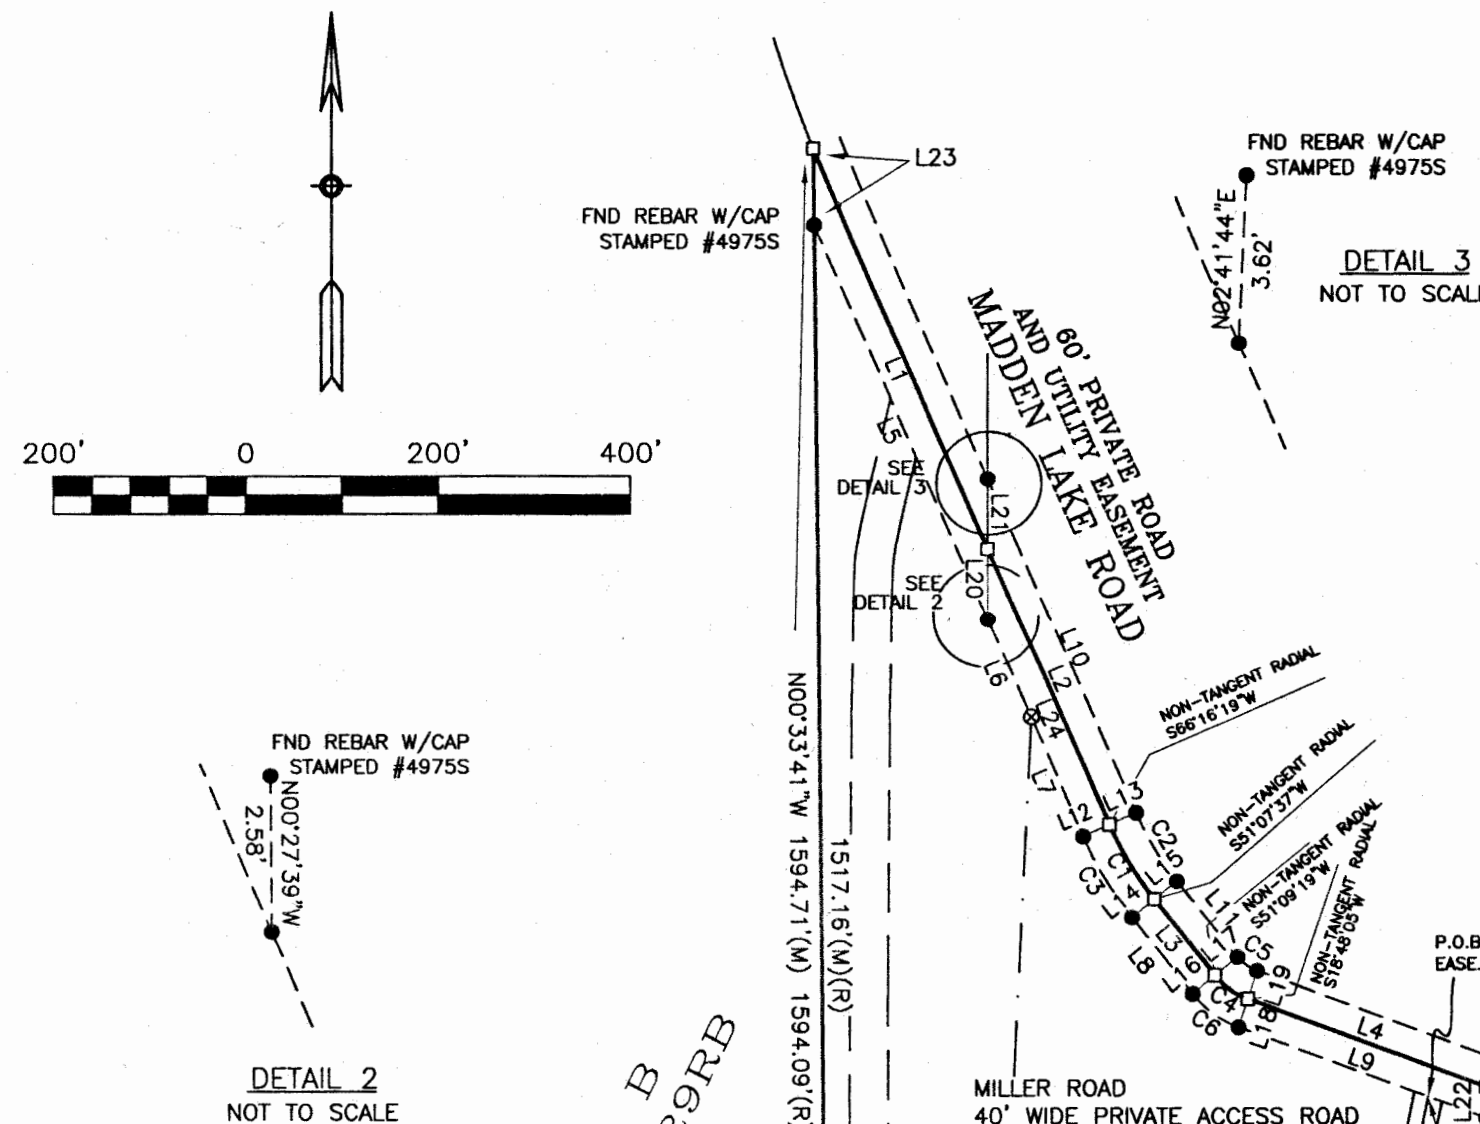 FND REBAR W/CAP
STAMPED #4975S
L23
FND REBAR W/CAP
STAMPED #4975S
N02°41'44"E
3.62'
DETAIL 3
NOT TO SCALE
200' 0 200' 400'
L1
L5
SEE
DETAIL 3
L21
60' PRIVATE ROAD
AND UTILITY EASEMENT
MADDEN LAKE ROAD
SEE
DETAIL 2
L20
L10
L6
L2
L24
L7
NON-TANGENT RADIAL
S66°16'19"W
NON-TANGENT RADIAL
S51°07'37"W
NON-TANGENT RADIAL
S51°09'19"W
NON-TANGENT RADIAL
S18°48'05"W
L13
L12
C2
C1
L15
C3
L14
L11
L3
L17
C5
L8
L16
L19
C4
C6
L18
L4
L9
L22
P.O.B
EASE.
FND REBAR W/CAP
STAMPED #4975S
N00°27'39"W
2.58'
DETAIL 2
NOT TO SCALE
N00°33'41"W 1594.71'(M) 1594.09'(R)
1517.16'(M)(R)
B
29RB
MILLER ROAD
40' WIDE PRIVATE ACCESS ROAD